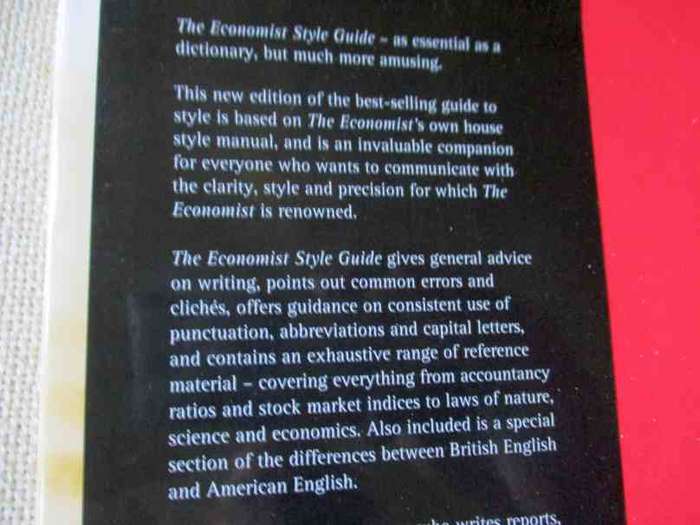 The Economist Style Guide – as essential as a
dictionary, but much more amusing.
This new edition of the best-selling guide to
style is based on The Economist's own house
style manual, and is an invaluable companion
for everyone who wants to communicate with
the clarity, style and precision for which The
Economist is renowned.
The Economist Style Guide gives general advice
on writing, points out common errors and
clichés, offers guidance on consistent use of
punctuation, abbreviations and capital letters,
and contains an exhaustive range of reference
material – covering everything from accountancy
ratios and stock market indices to laws of nature,
science and economics. Also included is a special
section of the differences between British English
and American English.
who writes reports,